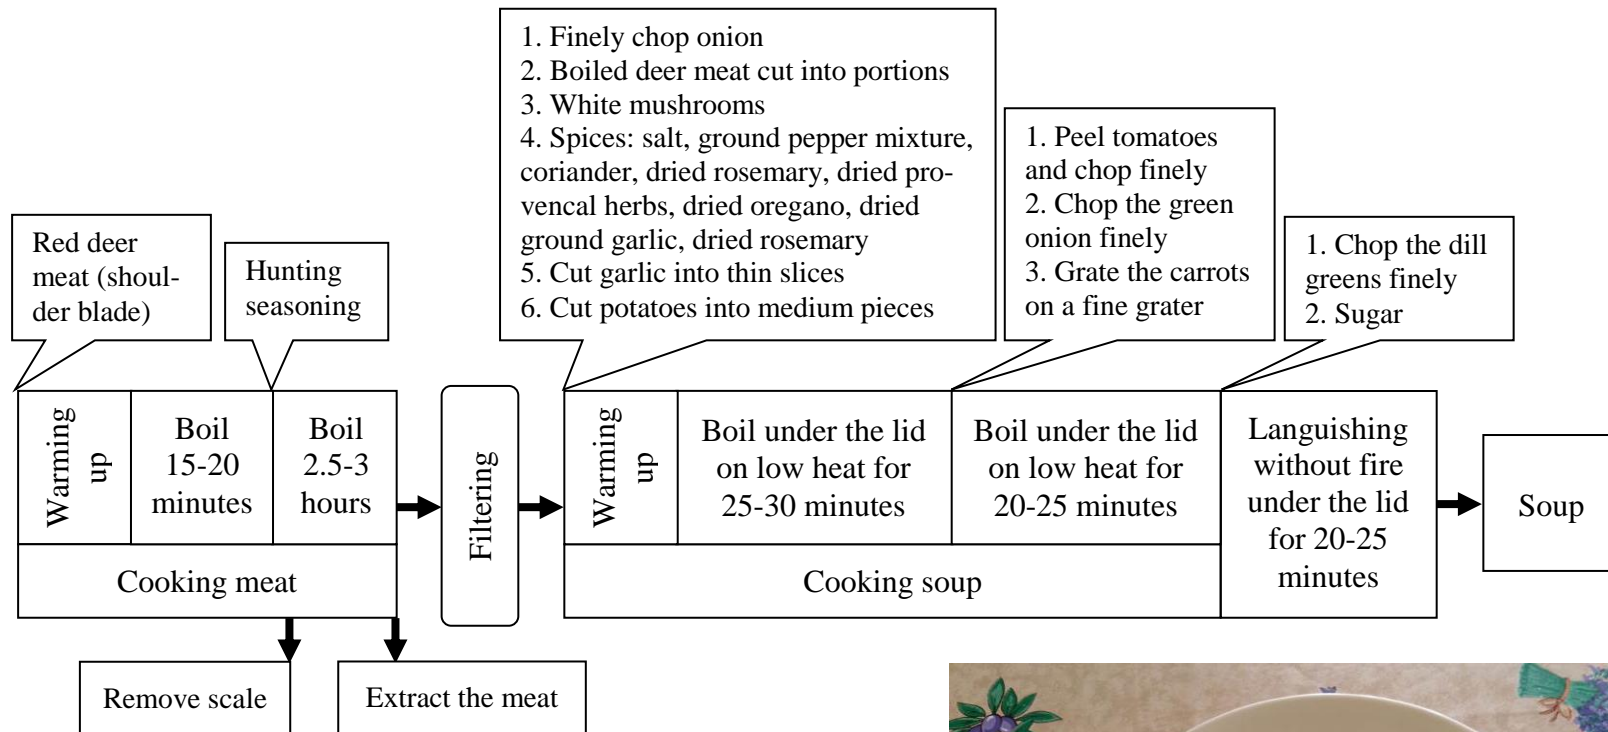 1. Finely chop onion
2. Boiled deer meat cut into portions
3. White mushrooms
4. Spices: salt, ground pepper mixture,
coriander, dried rosemary, dried pro-
vencal herbs, dried oregano, dried
ground garlic, dried rosemary
5. Cut garlic into thin slices
6. Cut potatoes into medium pieces
1. Peel tomatoes
and chop finely
2. Chop the green
onion finely
3. Grate the carrots
on a fine grater
Red deer
meat (shoul-
der blade)
Hunting
seasoning
1. Chop the dill
greens finely
2. Sugar
Warming
up
Boil
15-20
minutes
Boil
2.5-3
hours
Cooking meat
Filtering
Warming
up
Boil under the lid
on low heat for
25-30 minutes
Boil under the lid
on low heat for
20-25 minutes
Cooking soup
Languishing
without fire
under the lid
for 20-25
minutes
Soup
Remove scale
Extract the meat